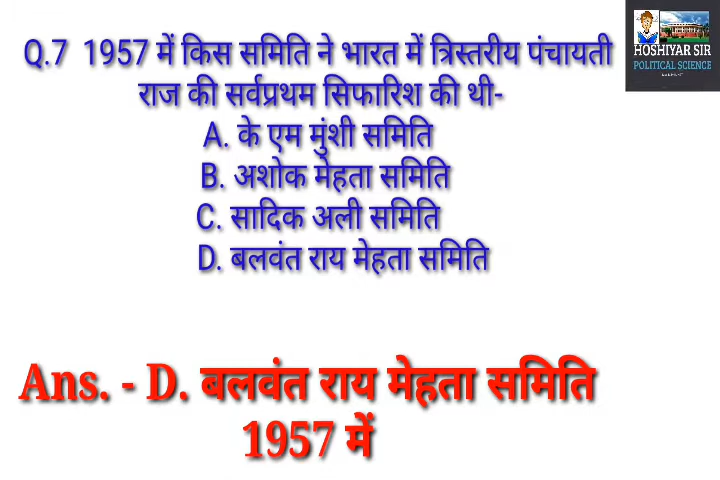 Q.7 1957 में किस समिति ने भारत में त्रिस्तरीय पंचायती
राज की सर्वप्रथम सिफारिश की थी-
A. के एम मुंशी समिति
B. अशोक मेहता समिति
C. सादिक अली समिति
D. बलवंत राय मेहता समिति
Ans. - D. बलवंत राय मेहता समिति
1957 में
HOSHIYAR SIR
POLITICAL SCIENCE